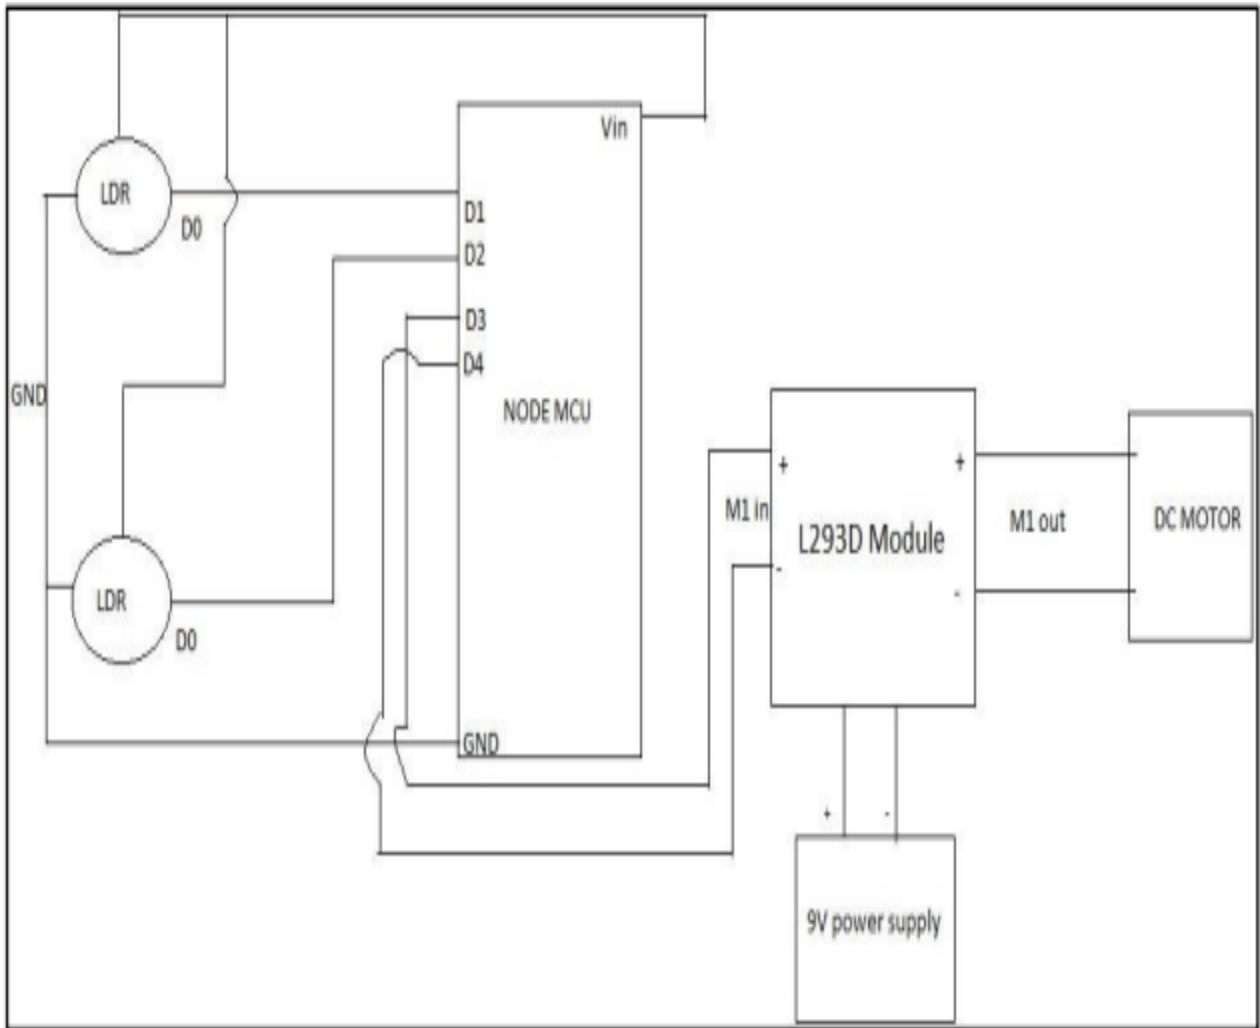 Vin
LDR
D0
D1
D2
D3
D4
GND
NODE MCU
+
+
M1 in
L293D Module
M1 out
DC MOTOR
-
-
LDR
D0
GND
+
-
9V power supply